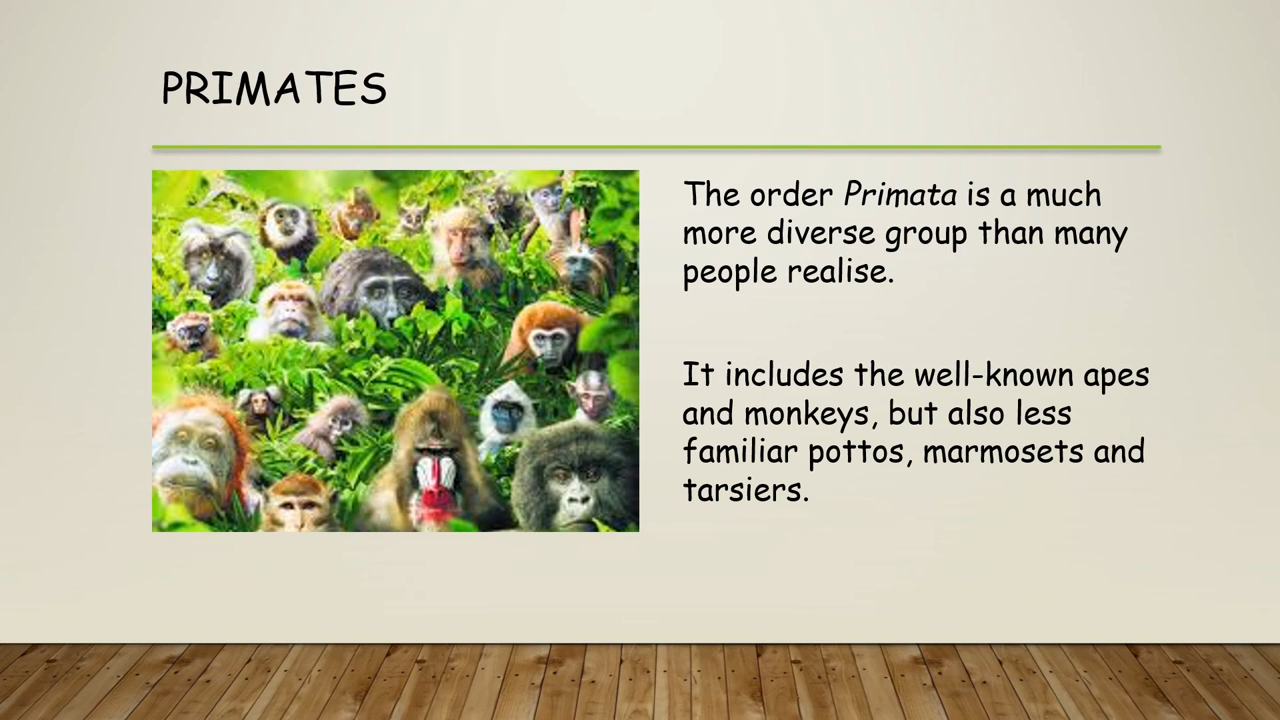 PRIMATES
The order Primata is a much
more diverse group than many
people realise.
It includes the well-known apes
and monkeys, but also less
familiar pottos, marmosets and
tarsiers.